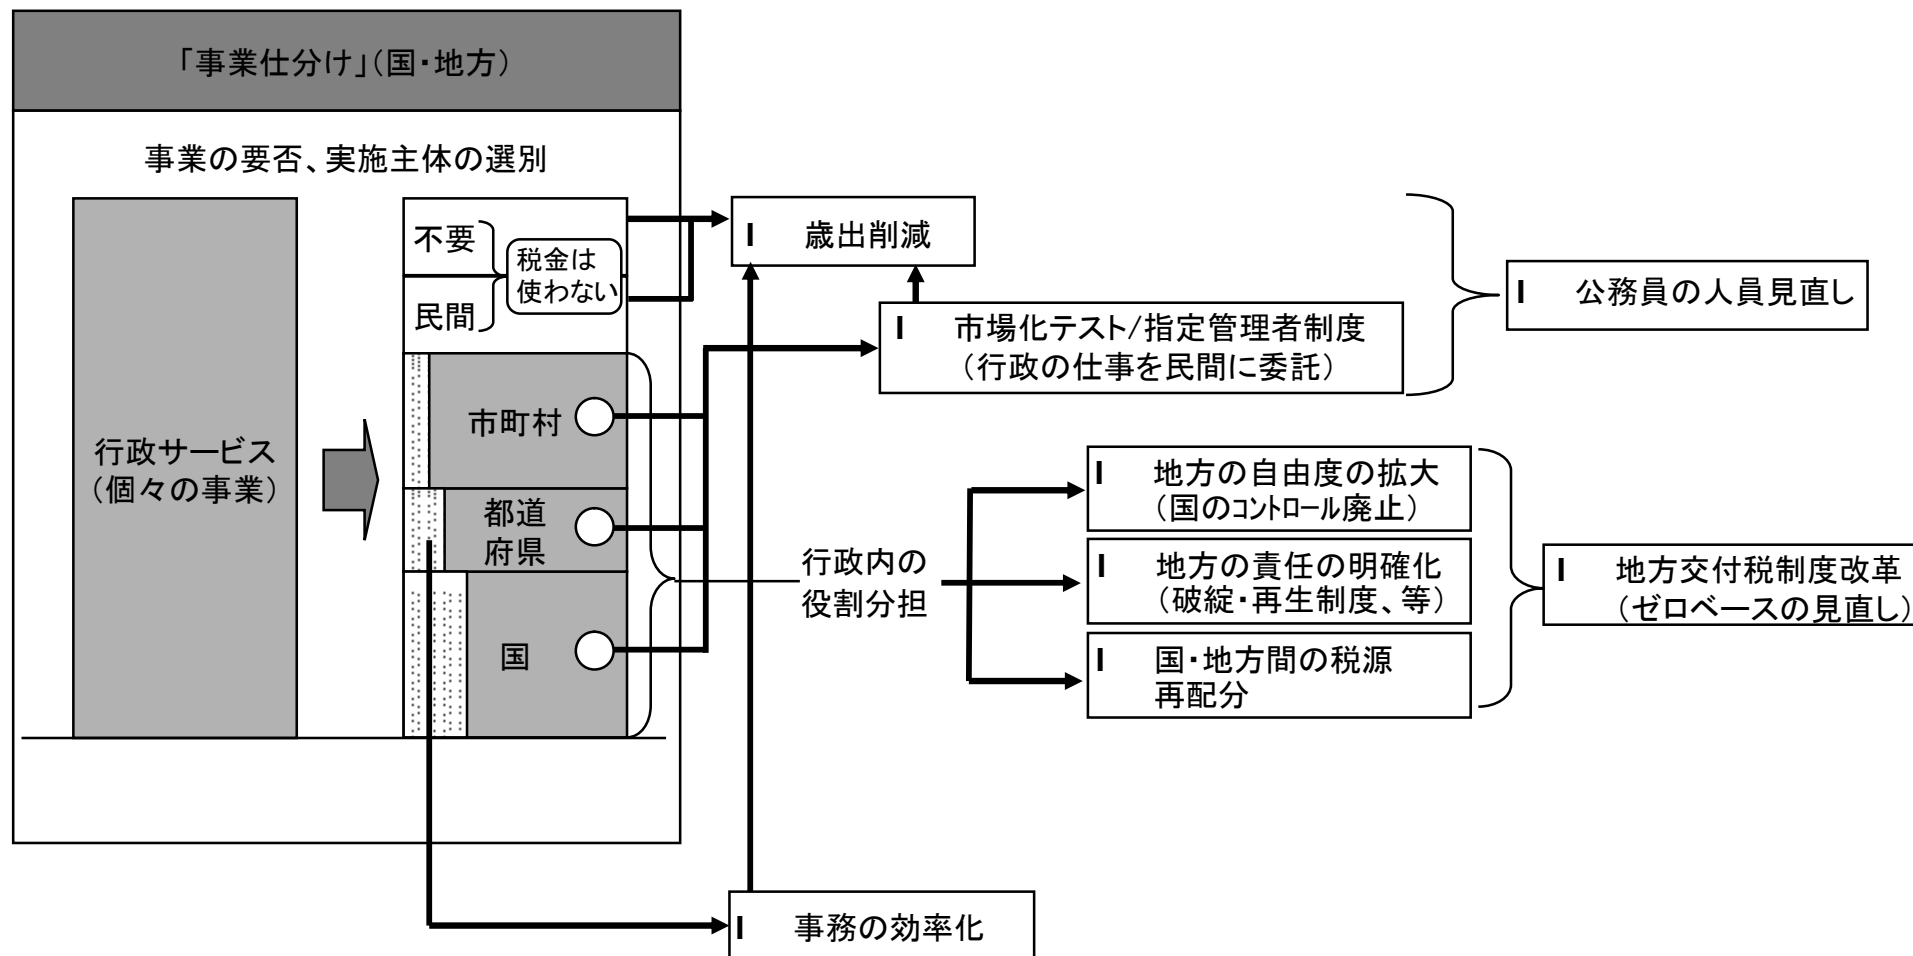 「事業仕分け」（国・地方）
事業の要否、実施主体の選別
行政サービス
（個々の事業）
不要
民間
税金は
使わない
市町村
都道
府県
国
歳出削減
市場化テスト/指定管理者制度
（行政の仕事を民間に委託）
公務員の人員見直し
行政内の
役割分担
地方の自由度の拡大
（国のｺﾝﾄﾛｰﾙ廃止）
地方の責任の明確化
（破綻・再生制度、等）
国・地方間の税源
再配分
地方交付税制度改革
（ゼロベースの見直し）
事務の効率化